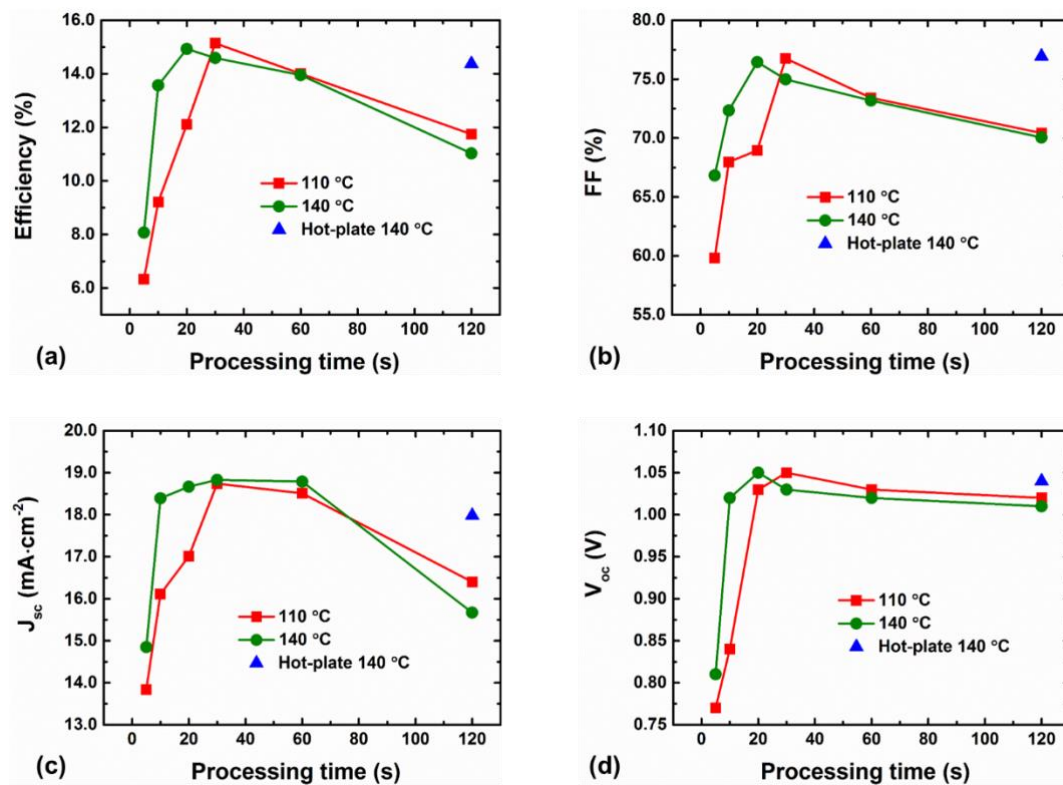 16.0
14.0
12.0
10.0
8.0
6.0
Efficiency (%)
110 °C
140 °C
Hot-plate 140 °C
0 20 40 60 80 100 120
Processing time (s)
(a)
80.0
75.0
70.0
65.0
60.0
55.0
FF (%)
110 °C
140 °C
Hot-plate 140 °C
0 20 40 60 80 100 120
Processing time (s)
(b)
20.0
19.0
18.0
17.0
16.0
15.0
14.0
13.0
Jsc (mA·cm-2)
110 °C
140 °C
Hot-plate 140 °C
0 20 40 60 80 100 120
Processing time (s)
(c)
1.10
1.05
1.00
0.95
0.90
0.85
0.80
0.75
Voc (V)
110 °C
140 °C
Hot-plate 140 °C
0 20 40 60 80 100 120
Processing time (s)
(d)